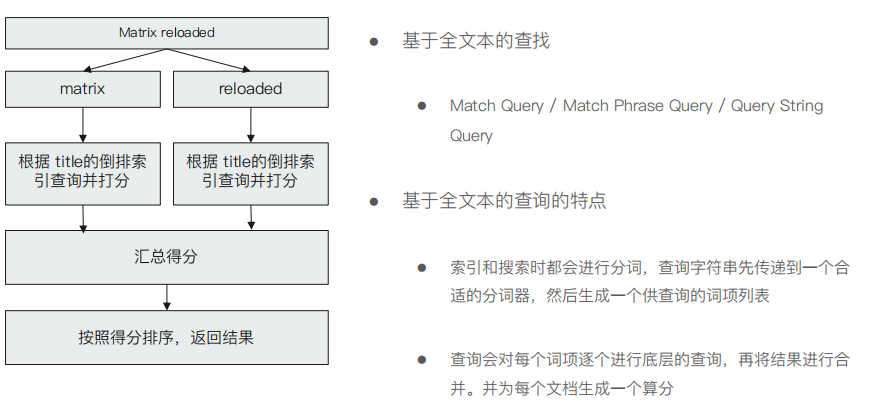 Matrix reloaded
matrix
reloaded
根据 title的倒排索
引查询并打分
根据 title的倒排索
引查询并打分
汇总得分
按照得分排序，返回结果
基于全文本的查找
Match Query / Match Phrase Query / Query String
Query
基于全文本的查询的特点
索引和搜索时都会进行分词，查询字符串先传递到一个合
适的分词器，然后生成一个供查询的词项列表
查询会对每个词项逐个进行底层的查询，再将结果进行合
并。并为每个文档生成一个算分